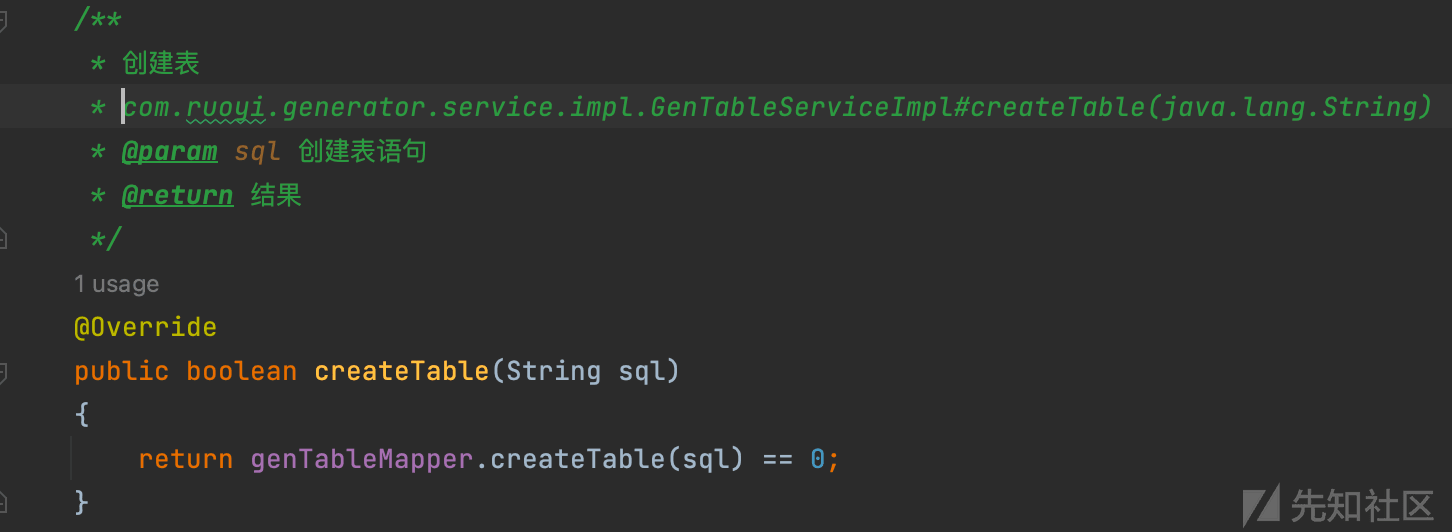 /**
* 创建表
* com.ruoyi.generator.service.impl.GenTableServiceImpl#createTable(java.lang.String)
* @param sql 创建表语句
* @return 结果
*/
1 usage
@Override
public boolean createTable(String sql)
{
return genTableMapper.createTable(sql) == 0;
}
先知社区